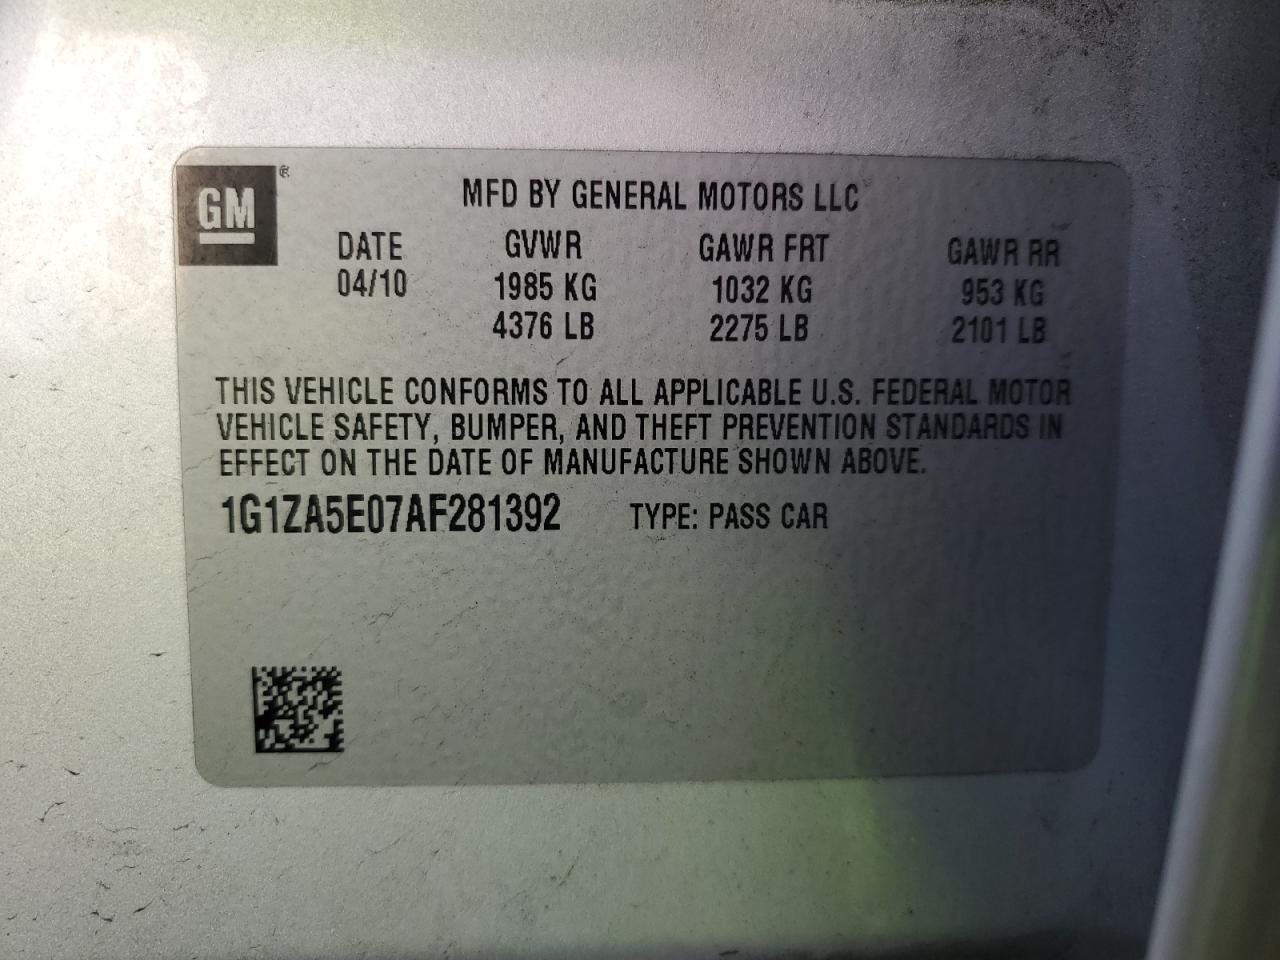 GM ®
MFD BY GENERAL MOTORS LLC
DATE GVWR GAWR FRT GAWR RR
04/10 1985 KG 1032 KG 953 KG
4376 LB 2275 LB 2101 LB
THIS VEHICLE CONFORMS TO ALL APPLICABLE U.S. FEDERAL MOTOR
VEHICLE SAFETY, BUMPER, AND THEFT PREVENTION STANDARDS IN
EFFECT ON THE DATE OF MANUFACTURE SHOWN ABOVE.
1G1ZA5E07AF281392 TYPE: PASS CAR